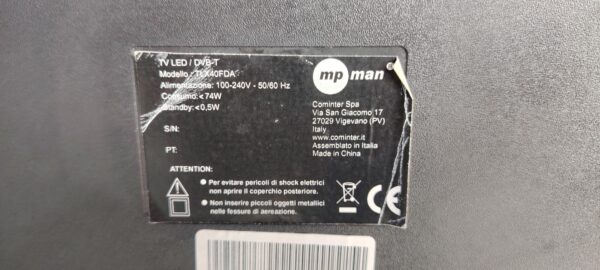 TV LED / DVB-T
Modello : TLX40FDA
Alimentazione: 100-240V - 50/60 Hz
Consumo:<74W
Standby:<0,5W
S/N:
PT:
mpman
Cominter Spa
Via San Giacomo 17
27029 Vigevano (PV)
Italy
www.cominter.it
Assemblato in Italia
Made in China
ATTENTION:
● Per evitare pericoli di shock elettrici
non aprire il coperchio posteriore.
● Non inserire piccoli oggetti metallici
nelle fessure di aereazione.
CE